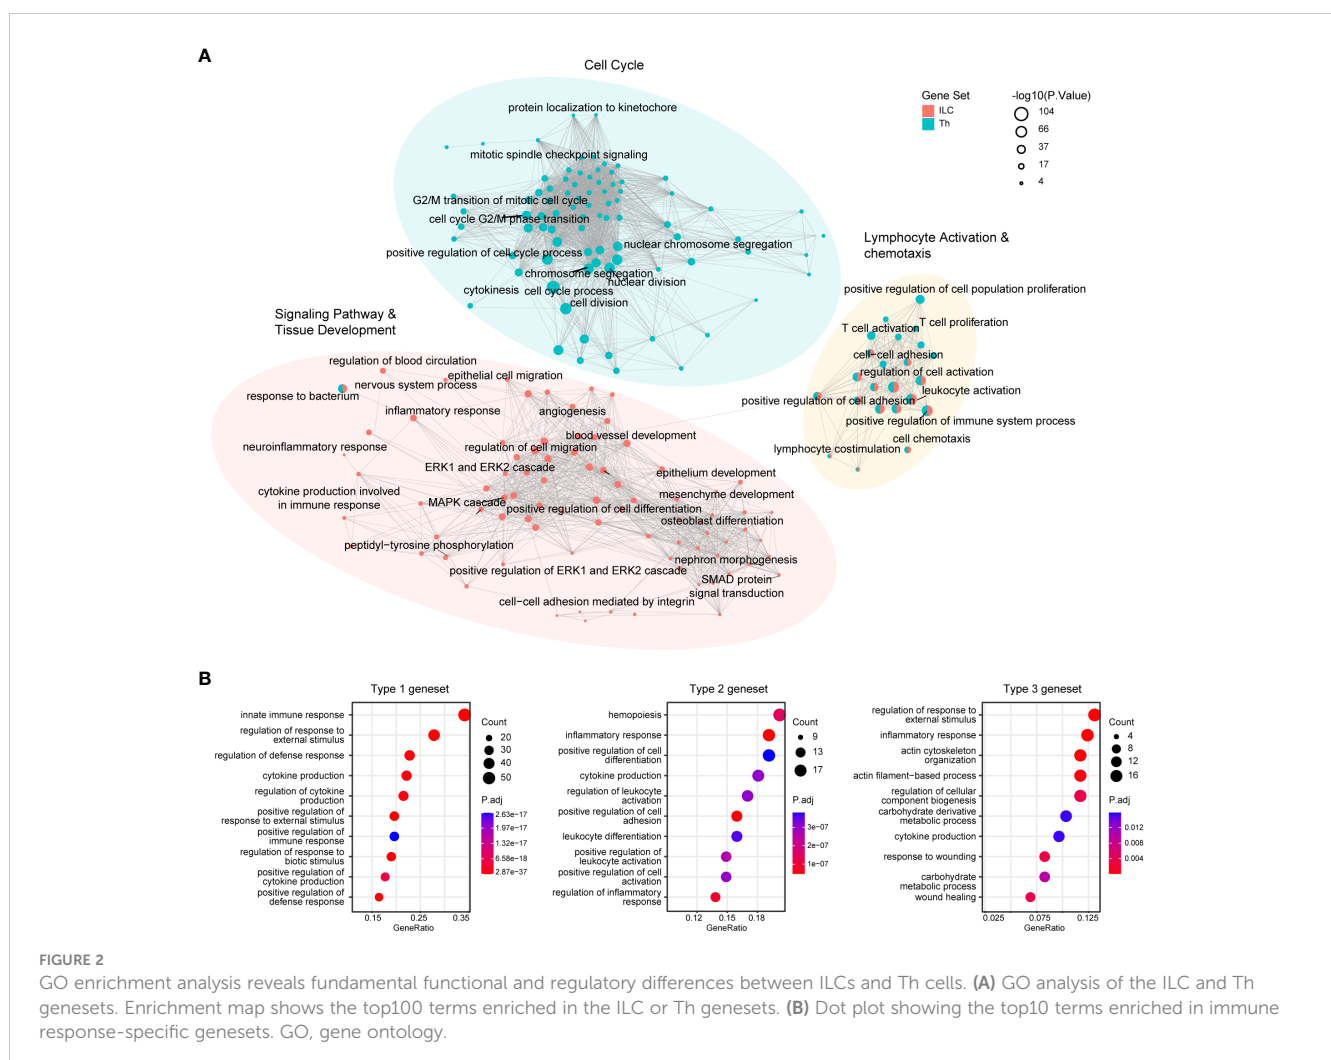 A
Cell Cycle
protein localization to kinetochore
mitotic spindle checkpoint signaling
G2/M transition of mitotic cell cycle
cell cycle G2/M phase transition
positive regulation of cell cycle process
nuclear chromosome segregation
chromosome segregation
nuclear division
cytokinesis
cell cycle process
cell division
Gene Set
ILC
Th
-log10(P.Value)
104
66
37
17
4
Lymphocyte Activation &
chemotaxis
positive regulation of cell population proliferation
T cell activation
T cell proliferation
cell−cell adhesion
regulation of cell activation
leukocyte activation
positive regulation of cell adhesion
positive regulation of immune system process
cell chemotaxis
lymphocyte costimulation
Signaling Pathway &
Tissue Development
regulation of blood circulation
epithelial cell migration
nervous system process
response to bacterium
inflammatory response
angiogenesis
blood vessel development
neuroinflammatory response
regulation of cell migration
ERK1 and ERK2 cascade
epithelium development
cytokine production involved
in immune response
mesenchyme development
MAPK cascade
positive regulation of cell differentiation
osteoblast differentiation
peptidyl−tyrosine phosphorylation
nephron morphogenesis
positive regulation of ERK1 and ERK2 cascade
SMAD protein
signal transduction
cell−cell adhesion mediated by integrin
B
Type 1 geneset
innate immune response
regulation of response to
external stimulus
regulation of defense response
cytokine production
regulation of cytokine
production
positive regulation of
response to external stimulus
positive regulation of
immune response
regulation of response to
biotic stimulus
positive regulation of
cytokine production
positive regulation of
defense response
0.15
0.25
0.35
GeneRatio
Count
20
30
40
50
P.adj
2.63e−17
1.97e−17
1.32e−17
6.58e−18
2.87e−37
Type 2 geneset
hemopoiesis
inflammatory response
positive regulation of cell
differentiation
cytokine production
regulation of leukocyte
activation
positive regulation of cell
adhesion
leukocyte differentiation
positive regulation of
leukocyte activation
positive regulation of cell
activation
regulation of inflammatory
response
0.12
0.15
0.18
GeneRatio
Count
9
13
17
P.adj
3e−07
2e−07
1e−07
Type 3 geneset
regulation of response to
external stimulus
inflammatory response
actin cytoskeleton
organization
actin filament−based process
regulation of cellular
component biogenesis
carbohydrate derivative
metabolic process
cytokine production
response to wounding
carbohydrate
metabolic process
wound healing
0.025
0.075
0.125
GeneRatio
Count
4
8
12
16
P.adj
0.012
0.008
0.004
FIGURE 2
GO enrichment analysis reveals fundamental functional and regulatory differences between ILCs and Th cells. (A) GO analysis of the ILC and Th
genesets. Enrichment map shows the top100 terms enriched in the ILC or Th genesets. (B) Dot plot showing the top10 terms enriched in immune
response-specific genesets. GO, gene ontology.